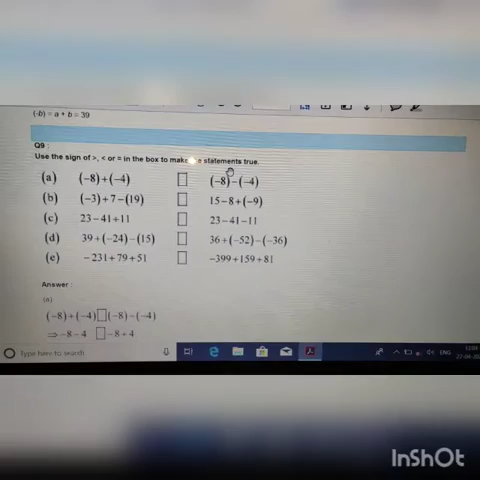 (-b) = a + b = 39
Q9 :
Use the sign of >, < or = in the box to make statements true.
(a) (−8)+(−4) □ (−8)−(−4)
(b) (−3)+7−(19) □ 15−8+(−9)
(c) 23−41+11 □ 23−41−11
(d) 39+(−24)−(15) □ 36+(−52)−(−36)
(e) −231+79+51 □ −399+159+81
Answer :
(a)
(−8)+(−4)□(−8)−(−4)
⇒−8−4 □−8+4
Type here to search
ENG
InShOt